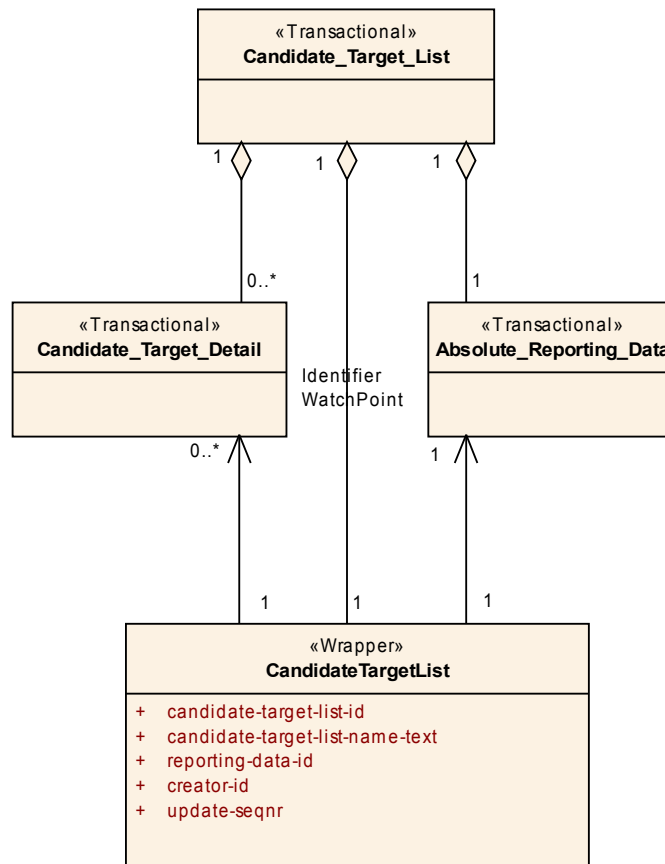 «Transactional»
Candidate_Target_List
1
1
1
0..*
1
«Transactional»
Candidate_Target_Detail
«Transactional»
Absolute_Reporting_Data
Identifier
WatchPoint
0..*
1
1
1
1
«Wrapper»
CandidateTargetList
+ candidate-target-list-id
+ candidate-target-list-name-text
+ reporting-data-id
+ creator-id
+ update-seqnr